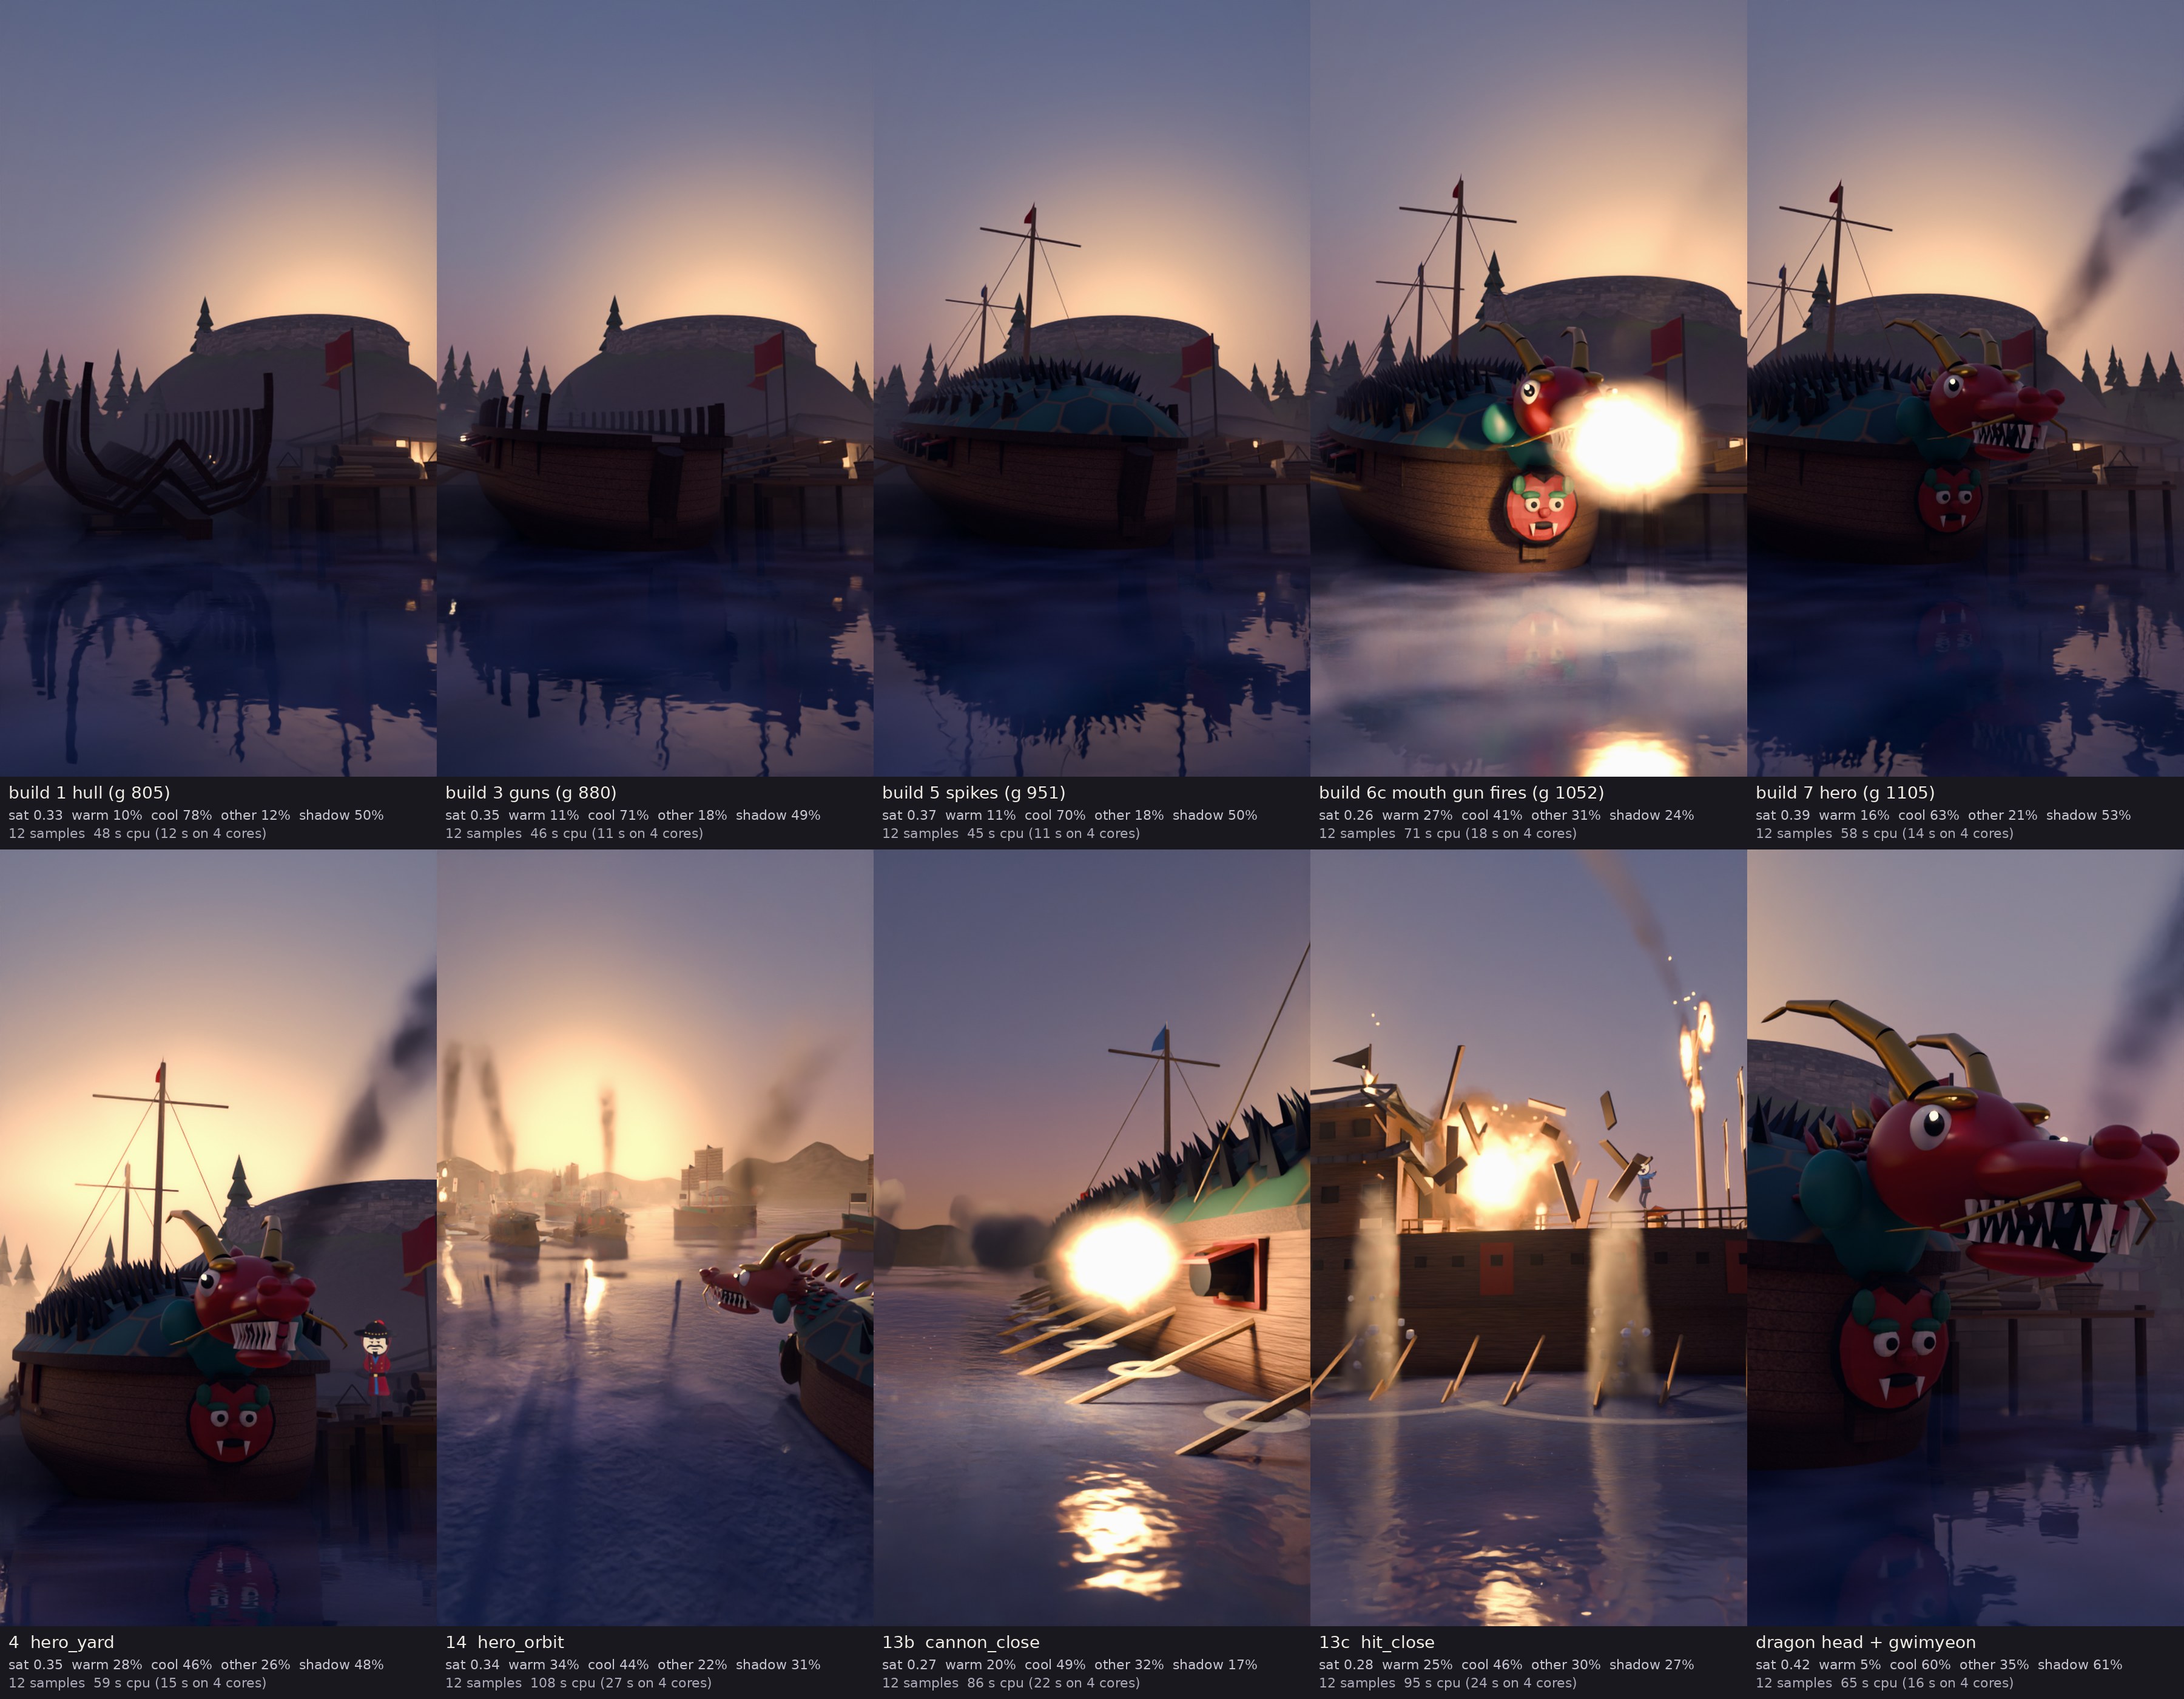 build 1 hull (g 805)
sat 0.33  warm 10%  cool 78%  other 12%  shadow 50%
12 samples  48 s cpu (12 s on 4 cores)
build 3 guns (g 880)
sat 0.35  warm 11%  cool 71%  other 18%  shadow 49%
12 samples  46 s cpu (11 s on 4 cores)
build 5 spikes (g 951)
sat 0.37  warm 11%  cool 70%  other 18%  shadow 50%
12 samples  45 s cpu (11 s on 4 cores)
build 6c mouth gun fires (g 1052)
sat 0.26  warm 27%  cool 41%  other 31%  shadow 24%
12 samples  71 s cpu (18 s on 4 cores)
build 7 hero (g 1105)
sat 0.39  warm 16%  cool 63%  other 21%  shadow 53%
12 samples  58 s cpu (14 s on 4 cores)
4  hero_yard
sat 0.35  warm 28%  cool 46%  other 26%  shadow 48%
12 samples  59 s cpu (15 s on 4 cores)
14  hero_orbit
sat 0.34  warm 34%  cool 44%  other 22%  shadow 31%
12 samples  108 s cpu (27 s on 4 cores)
13b  cannon_close
sat 0.27  warm 20%  cool 49%  other 32%  shadow 17%
12 samples  86 s cpu (22 s on 4 cores)
13c  hit_close
sat 0.28  warm 25%  cool 46%  other 30%  shadow 27%
12 samples  95 s cpu (24 s on 4 cores)
dragon head + gwimyeon
sat 0.42  warm 5%  cool 60%  other 35%  shadow 61%
12 samples  65 s cpu (16 s on 4 cores)